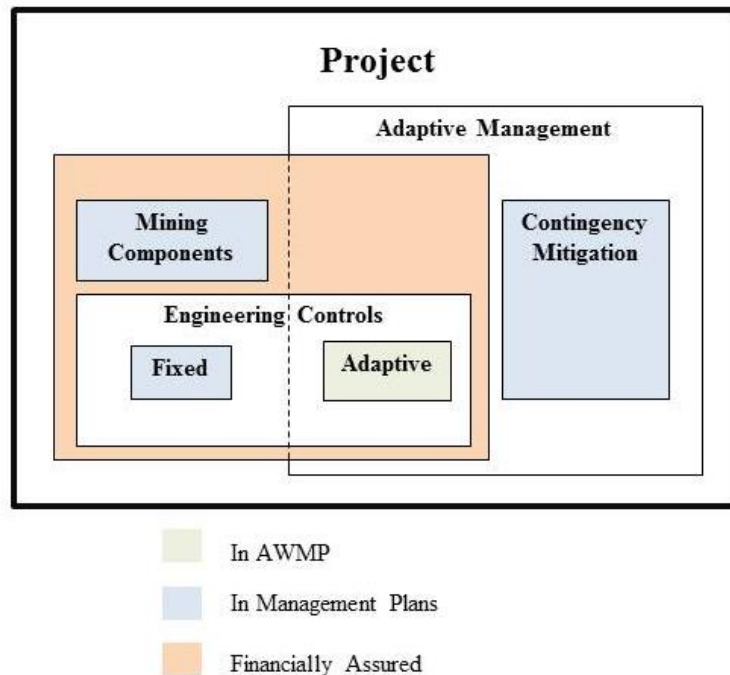 Project
Adaptive Management
Mining
Components
Contingency
Mitigation
Engineering Controls
Fixed
Adaptive
In AWMP
In Management Plans
Financially Assured